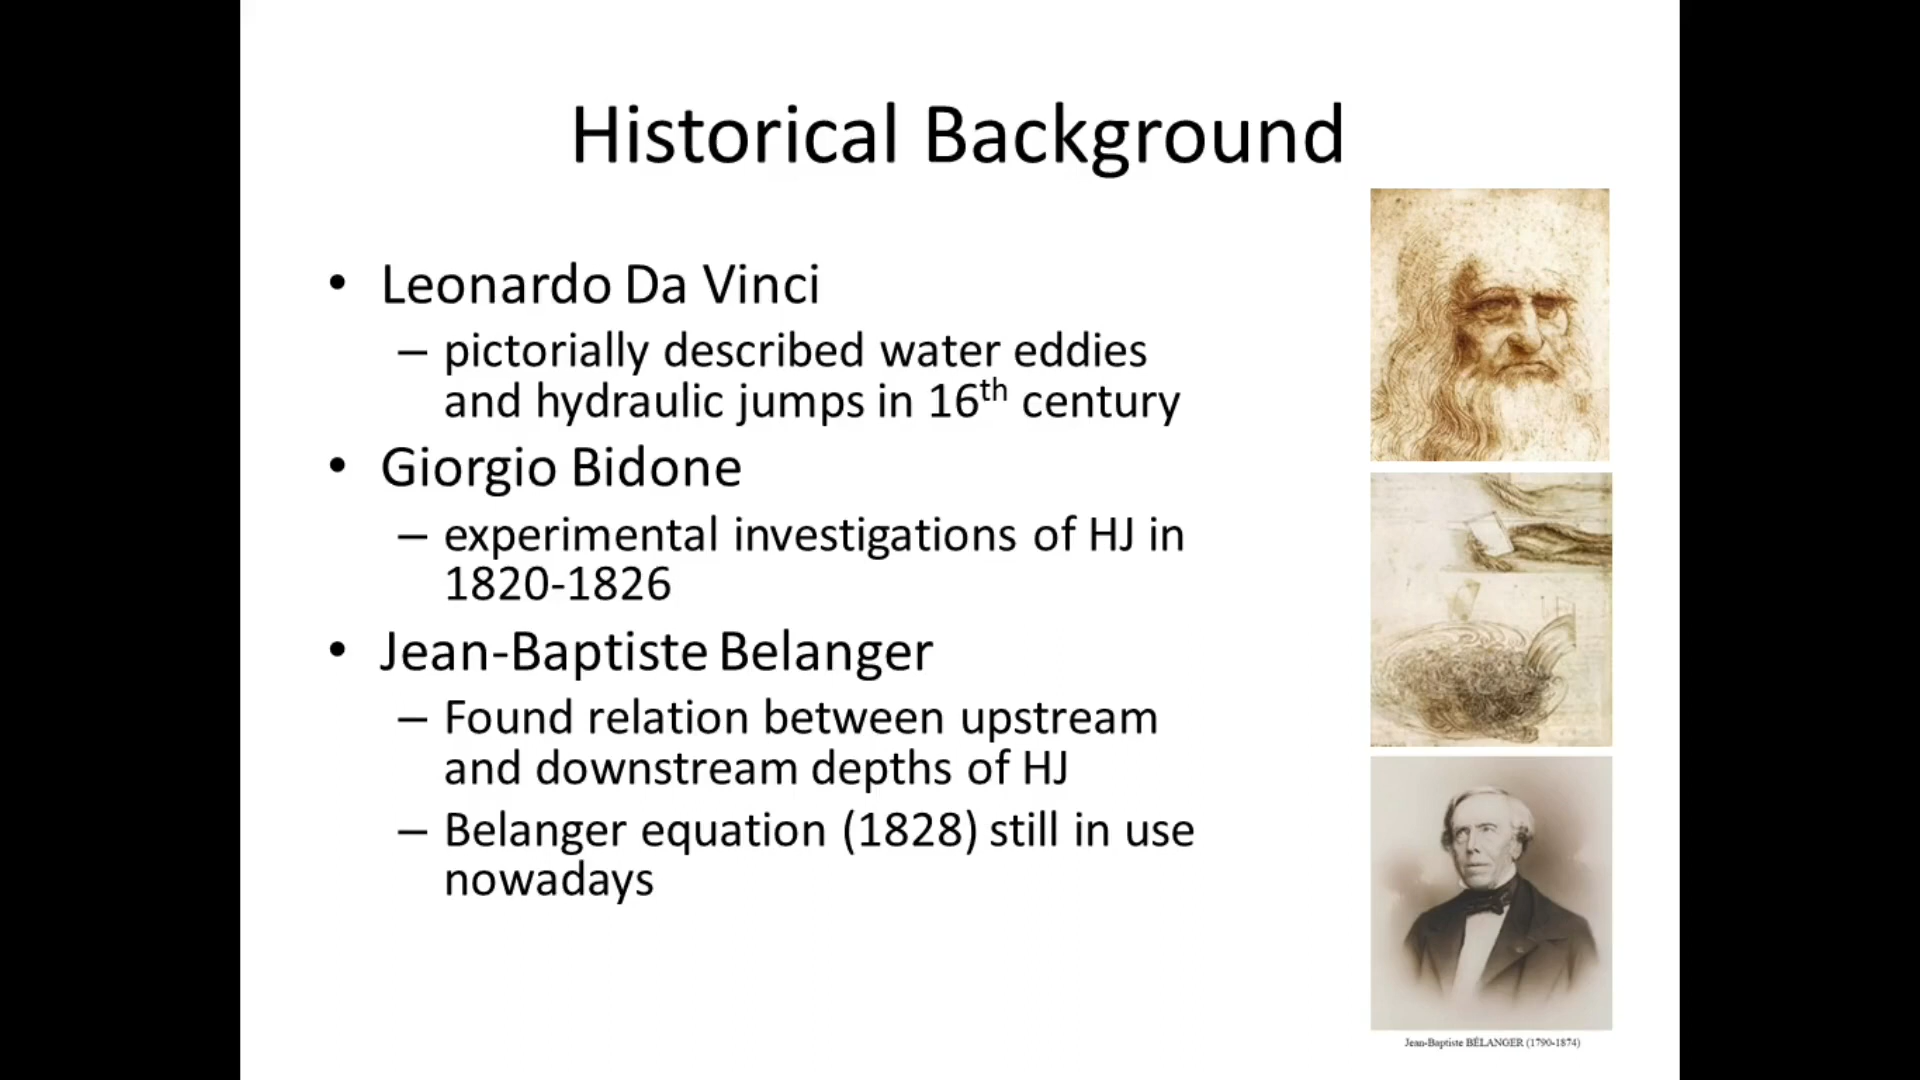 Historical Background
• Leonardo Da Vinci
– pictorially described water eddies
and hydraulic jumps in 16th century
• Giorgio Bidone
– experimental investigations of HJ in
1820-1826
• Jean-Baptiste Belanger
– Found relation between upstream
and downstream depths of HJ
– Belanger equation (1828) still in use
nowadays
Jean-Baptiste BÉLANGER (1790-1874)